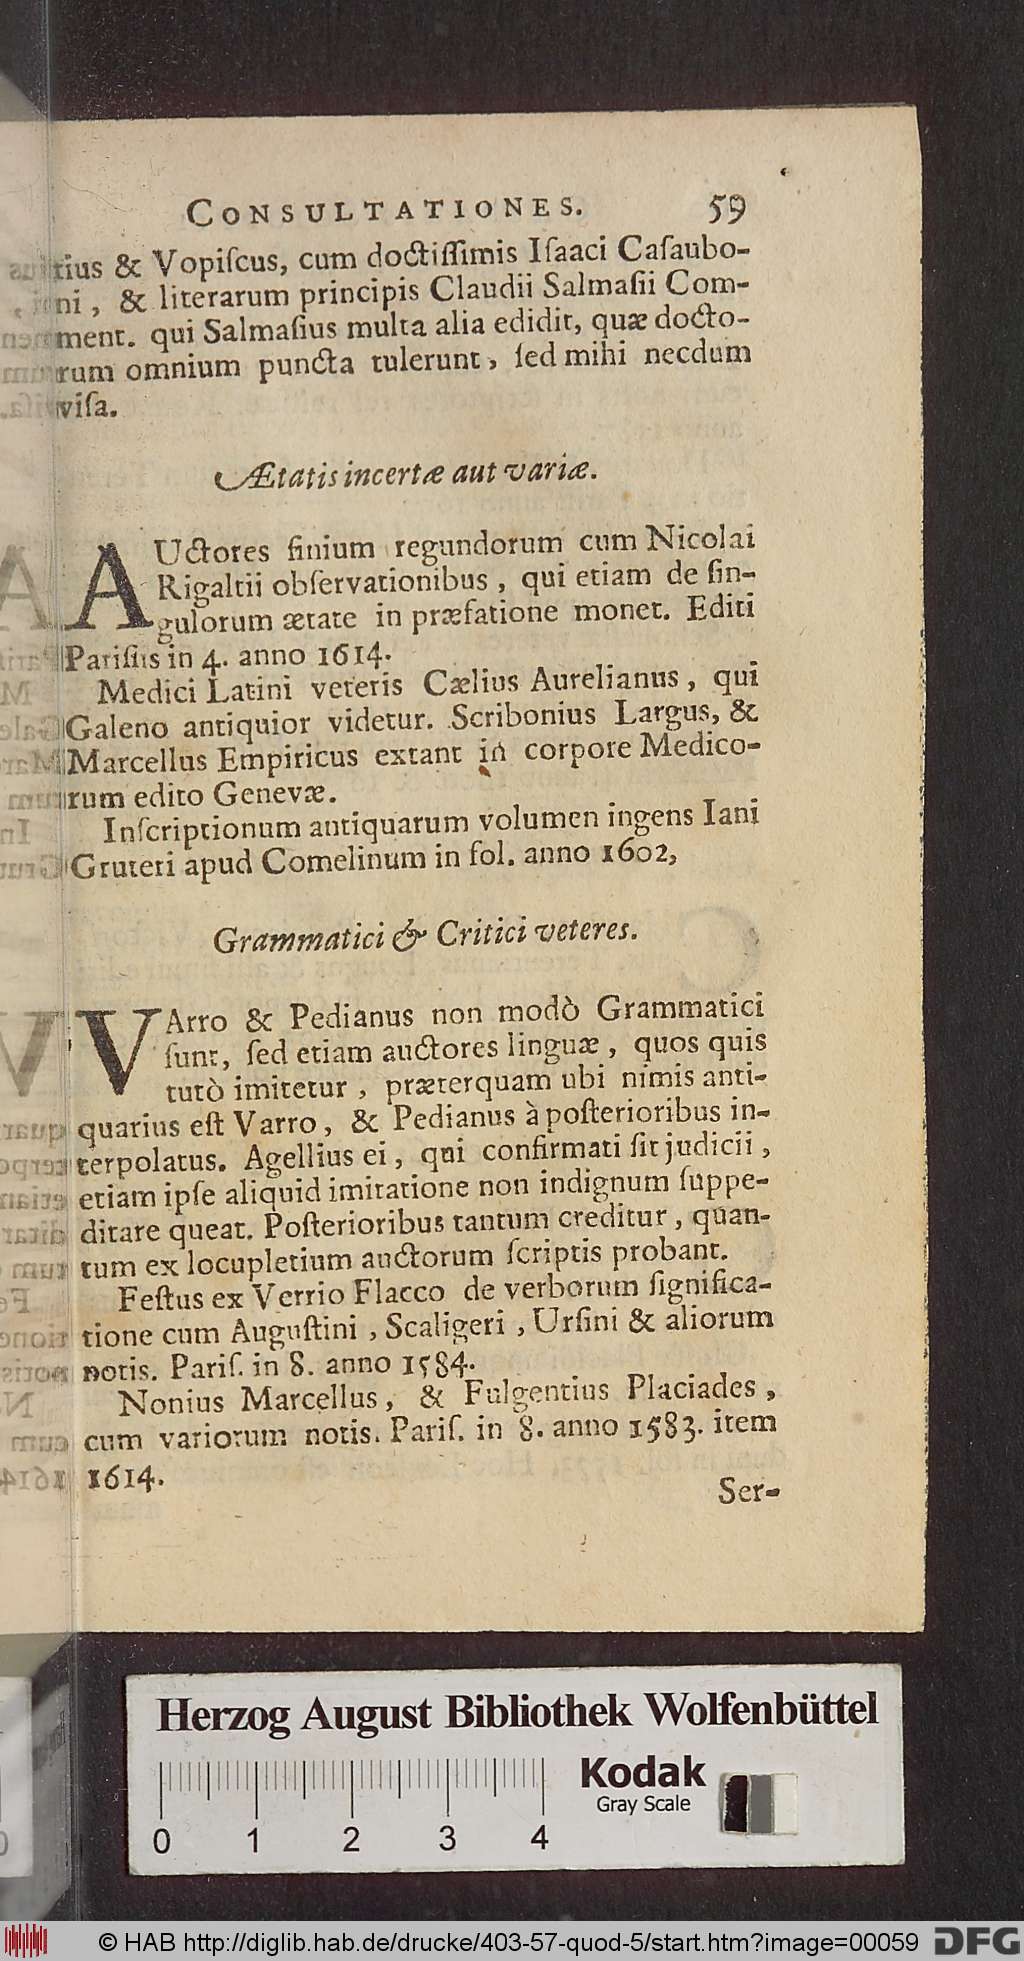 CONSULTATIONES. 59
tius & Vopiſcus, cum doctiſſimis Iſaaci Caſaubo-
ni, & literarum principis Claudii Salmaſii Com-
ment. qui Salmaſius multa alia edidit, quæ docto-
rum omnium puncta tulerunt, ſed mihi necdum
viſa.
Ætatis incertæ aut variæ.
AUctores finium regundorum cum Nicolai
Rigaltii obſervationibus, qui etiam de ſin-
gulorum ætate in præfatione monet. Editi
Pariſiis in 4. anno 1614.
Medici Latini veteris Cælius Aurelianus, qui
Galeno antiquior videtur. Scribonius Largus, &
Marcellus Empiricus extant in corpore Medico-
rum edito Genevæ.
Inſcriptionum antiquarum volumen ingens Iani
Gruteri apud Comelinum in fol. anno 1602,
Grammatici & Critici veteres.
VArro & Pedianus non modò Grammatici
ſunt, ſed etiam auctores linguæ, quos quis
tutò imitetur, præterquam ubi nimis anti-
quarius eſt Varro, & Pedianus à poſterioribus in-
terpolatus. Agellius ei, qui confirmati ſit judicii,
etiam ipſe aliquid imitatione non indignum ſuppe-
ditare queat. Poſterioribus tantum creditur, quan-
tum ex locupletium auctorum ſcriptis probant.
Feſtus ex Verrio Flacco de verborum ſignifica-
tione cum Auguſtini, Scaligeri, Urſini & aliorum
notis. Pariſ. in 8. anno 1584.
Nonius Marcellus, & Fulgentius Placiades,
cum variorum notis. Pariſ. in 8. anno 1583. item
1614.
Ser-
Herzog August Bibliothek Wolfenbüttel
Kodak
Gray Scale
0 1 2 3 4
© HAB http://diglib.hab.de/drucke/403-57-quod-5/start.htm?image=00059 DFG